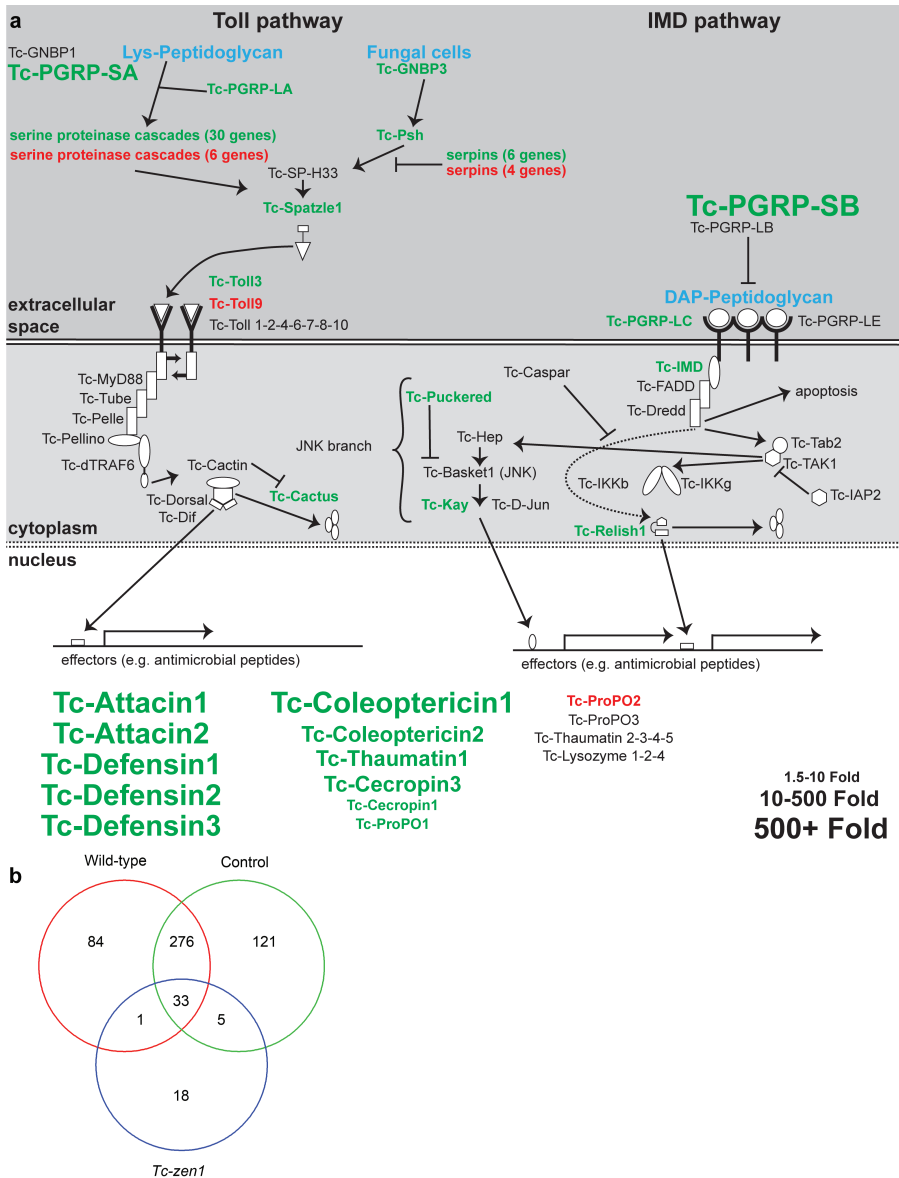 a
Toll pathway
IMD pathway
Tc-GNBP1
Lys-Peptidoglycan
Fungal cells
Tc-PGRP-SA
Tc-GNBP3
Tc-PGRP-LA
serine proteinase cascades (30 genes)
serine proteinase cascades (6 genes)
Tc-Psh
serpins (6 genes)
serpins (4 genes)
Tc-SP-H33
Tc-Spatzle1
Tc-PGRP-SB
Tc-PGRP-LB
Tc-Toll3
Tc-Toll9
Tc-Toll 1-2-4-6-7-8-10
extracellular
space
DAP-Peptidoglycan
Tc-PGRP-LC
Tc-PGRP-LE
Tc-MyD88
Tc-Tube
Tc-Pelle
Tc-Pellino
Tc-dTRAF6
Tc-Cactin
Tc-Dorsal
Tc-Dif
Tc-Cactus
JNK branch
Tc-Puckered
Tc-Hep
Tc-Basket1 (JNK)
Tc-Kay
Tc-D-Jun
Tc-Caspar
Tc-IMD
Tc-FADD
Tc-Dredd
apoptosis
Tc-Tab2
Tc-TAK1
Tc-IKKb
Tc-IKKg
Tc-IAP2
Tc-Relish1
cytoplasm
nucleus
effectors (e.g. antimicrobial peptides)
effectors (e.g. antimicrobial peptides)
Tc-Attacin1
Tc-Attacin2
Tc-Defensin1
Tc-Defensin2
Tc-Defensin3
Tc-Coleoptericin1
Tc-Coleoptericin2
Tc-Thaumatin1
Tc-Cecropin3
Tc-Cecropin1
Tc-ProPO1
Tc-ProPO2
Tc-ProPO3
Tc-Thaumatin 2-3-4-5
Tc-Lysozyme 1-2-4
1.5-10 Fold
10-500 Fold
500+ Fold
b
Wild-type
Control
84
276
121
33
1
5
18
Tc-zen1